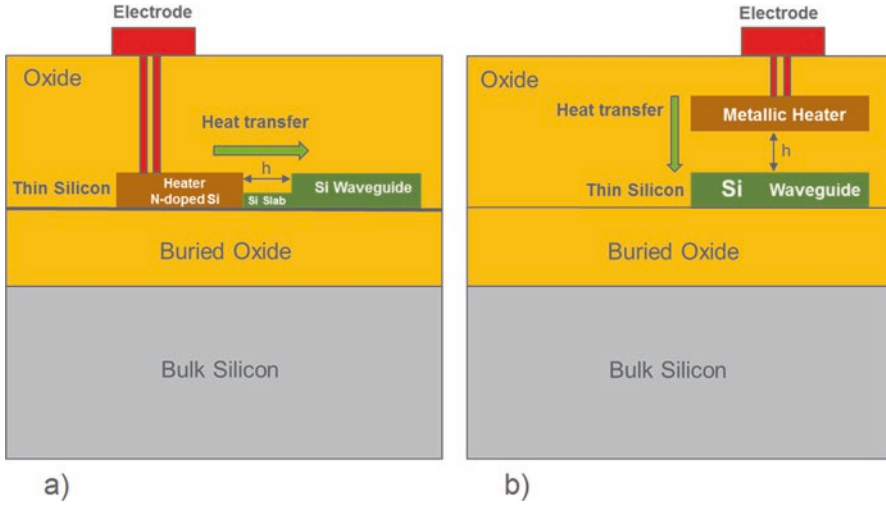 Electrode
Oxide
Heat transfer
h
Thin Silicon
Heater
N-doped Si
Si Slab
Si Waveguide
Buried Oxide
Bulk Silicon
a)
Electrode
Oxide
Heat transfer
Metallic Heater
h
Thin Silicon
Si Waveguide
Buried Oxide
Bulk Silicon
b)